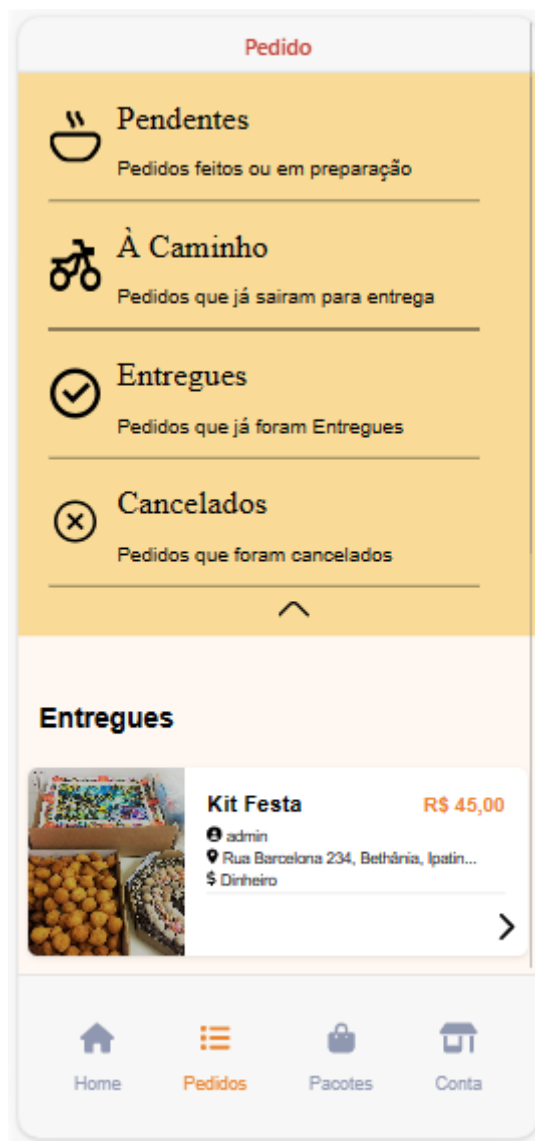 Pedido
Pendentes
Pedidos feitos ou em preparação
À Caminho
Pedidos que já sairam para entrega
Entregues
Pedidos que já foram Entregues
Cancelados
Pedidos que foram cancelados
Entregues
Kit Festa R$ 45,00
admin
Rua Barcelona 234, Bethânia, Ipatin...
$ Dinheiro
Home Pedidos Pacotes Conta